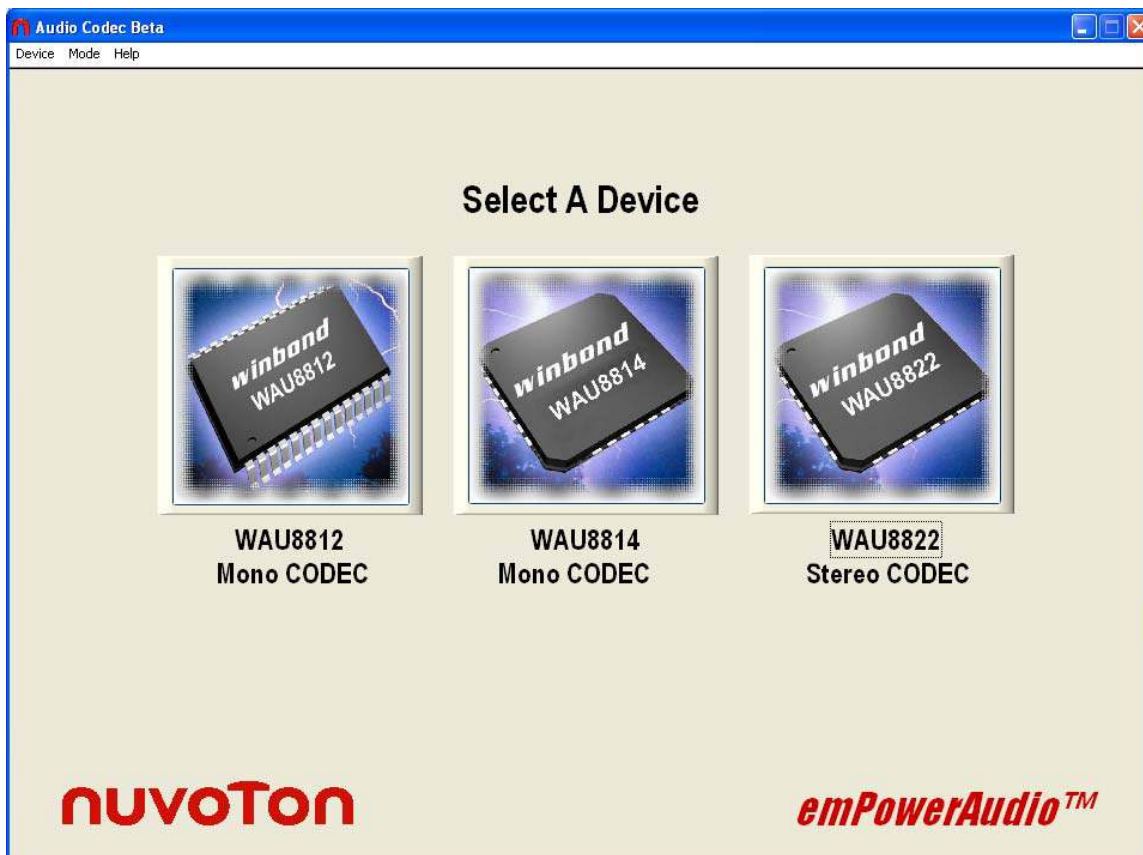 Audio Codec Beta
Device Mode Help
Select A Device
winbond
WAU8812
winbond
WAU8814
winbond
WAU8822
WAU8812
Mono CODEC
WAU8814
Mono CODEC
WAU8822
Stereo CODEC
nuvoTon
emPowerAudio™